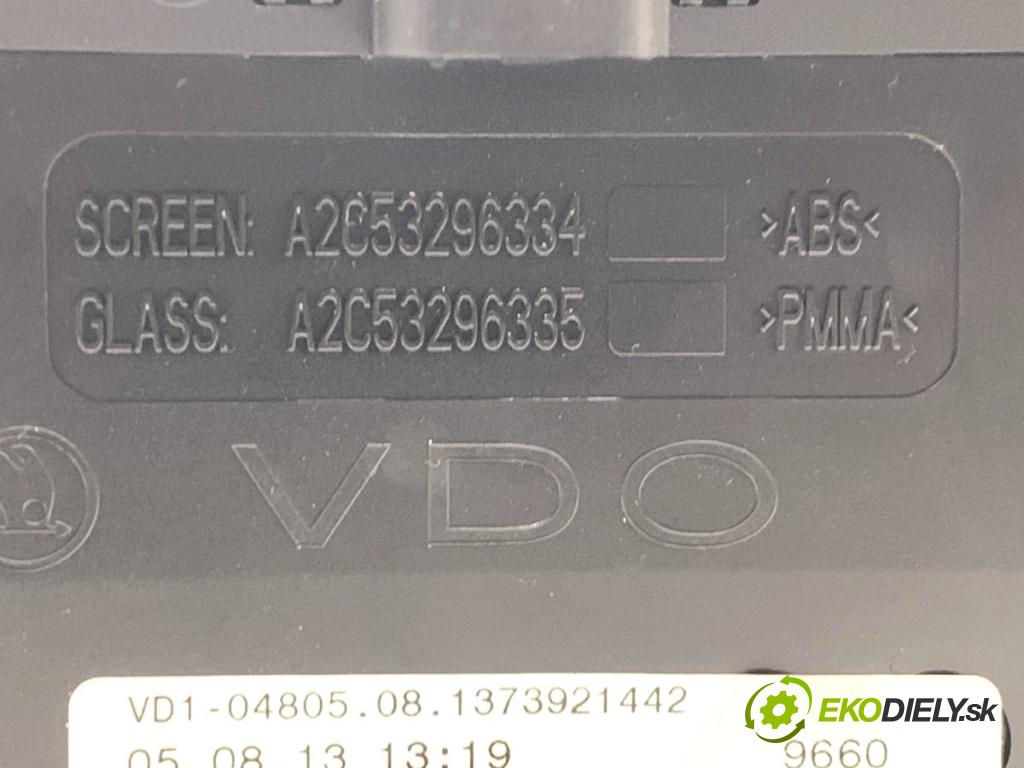 SCREEN: A2C53296334 >ABS<
GLASS: A2C53296335 >PMMA<
VDO
VD1-04805.08.1373921442
05.08.13 13:19 9660
EKODIELY.sk